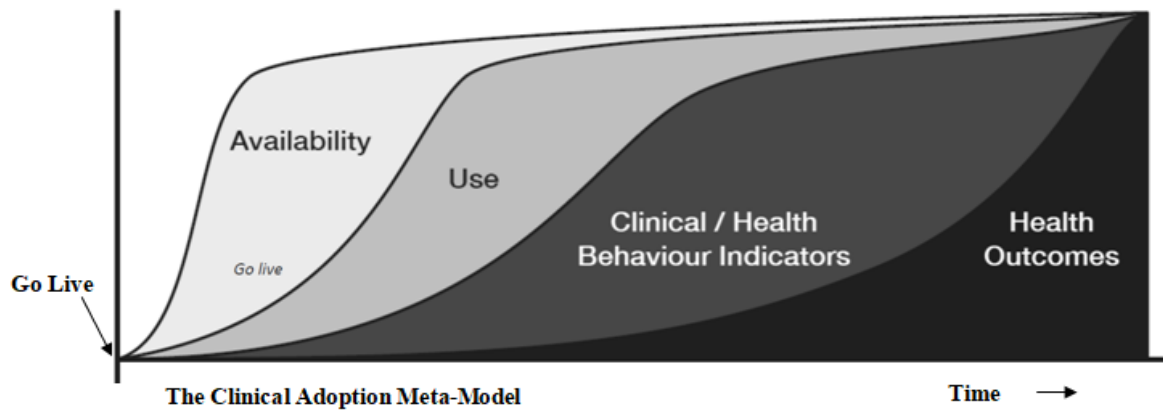 Availability
Use
Clinical / Health
Behaviour Indicators
Health
Outcomes
Go live
Go Live
The Clinical Adoption Meta-Model
Time